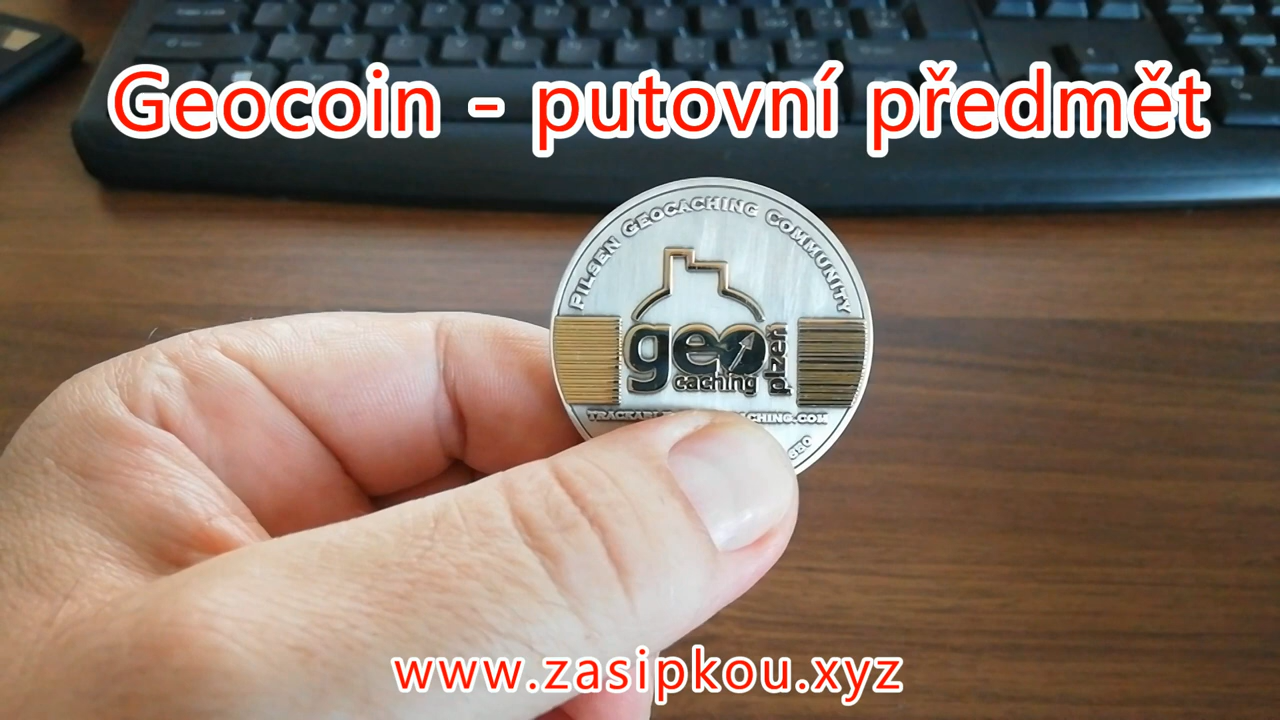 Geocoin - putovní předmět
PILSEN GEOCACHING COMMUNITY
geo
caching
plzeň
www.zasipkou.xyz